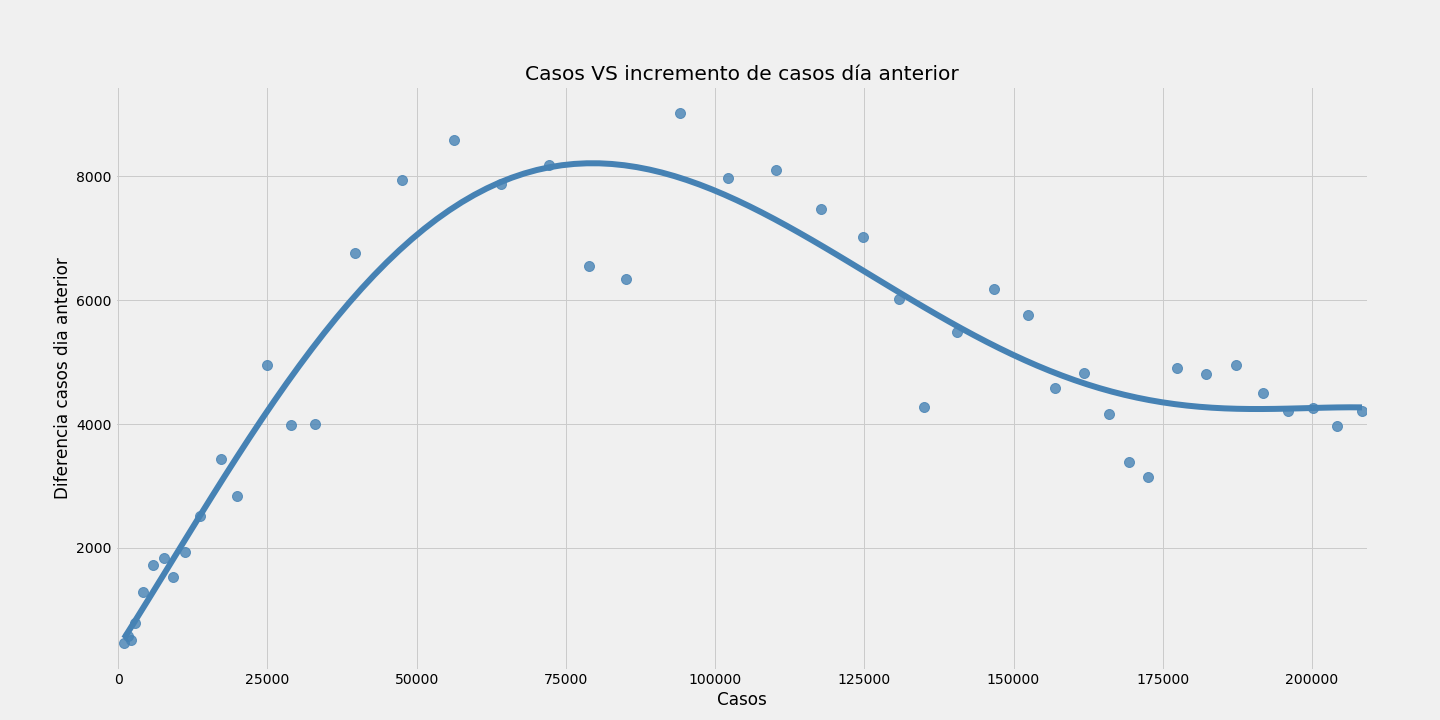 Casos VS incremento de casos día anterior
Diferencia casos dia anterior
8000
6000
4000
2000
0 25000 50000 75000 100000 125000 150000 175000 200000
Casos